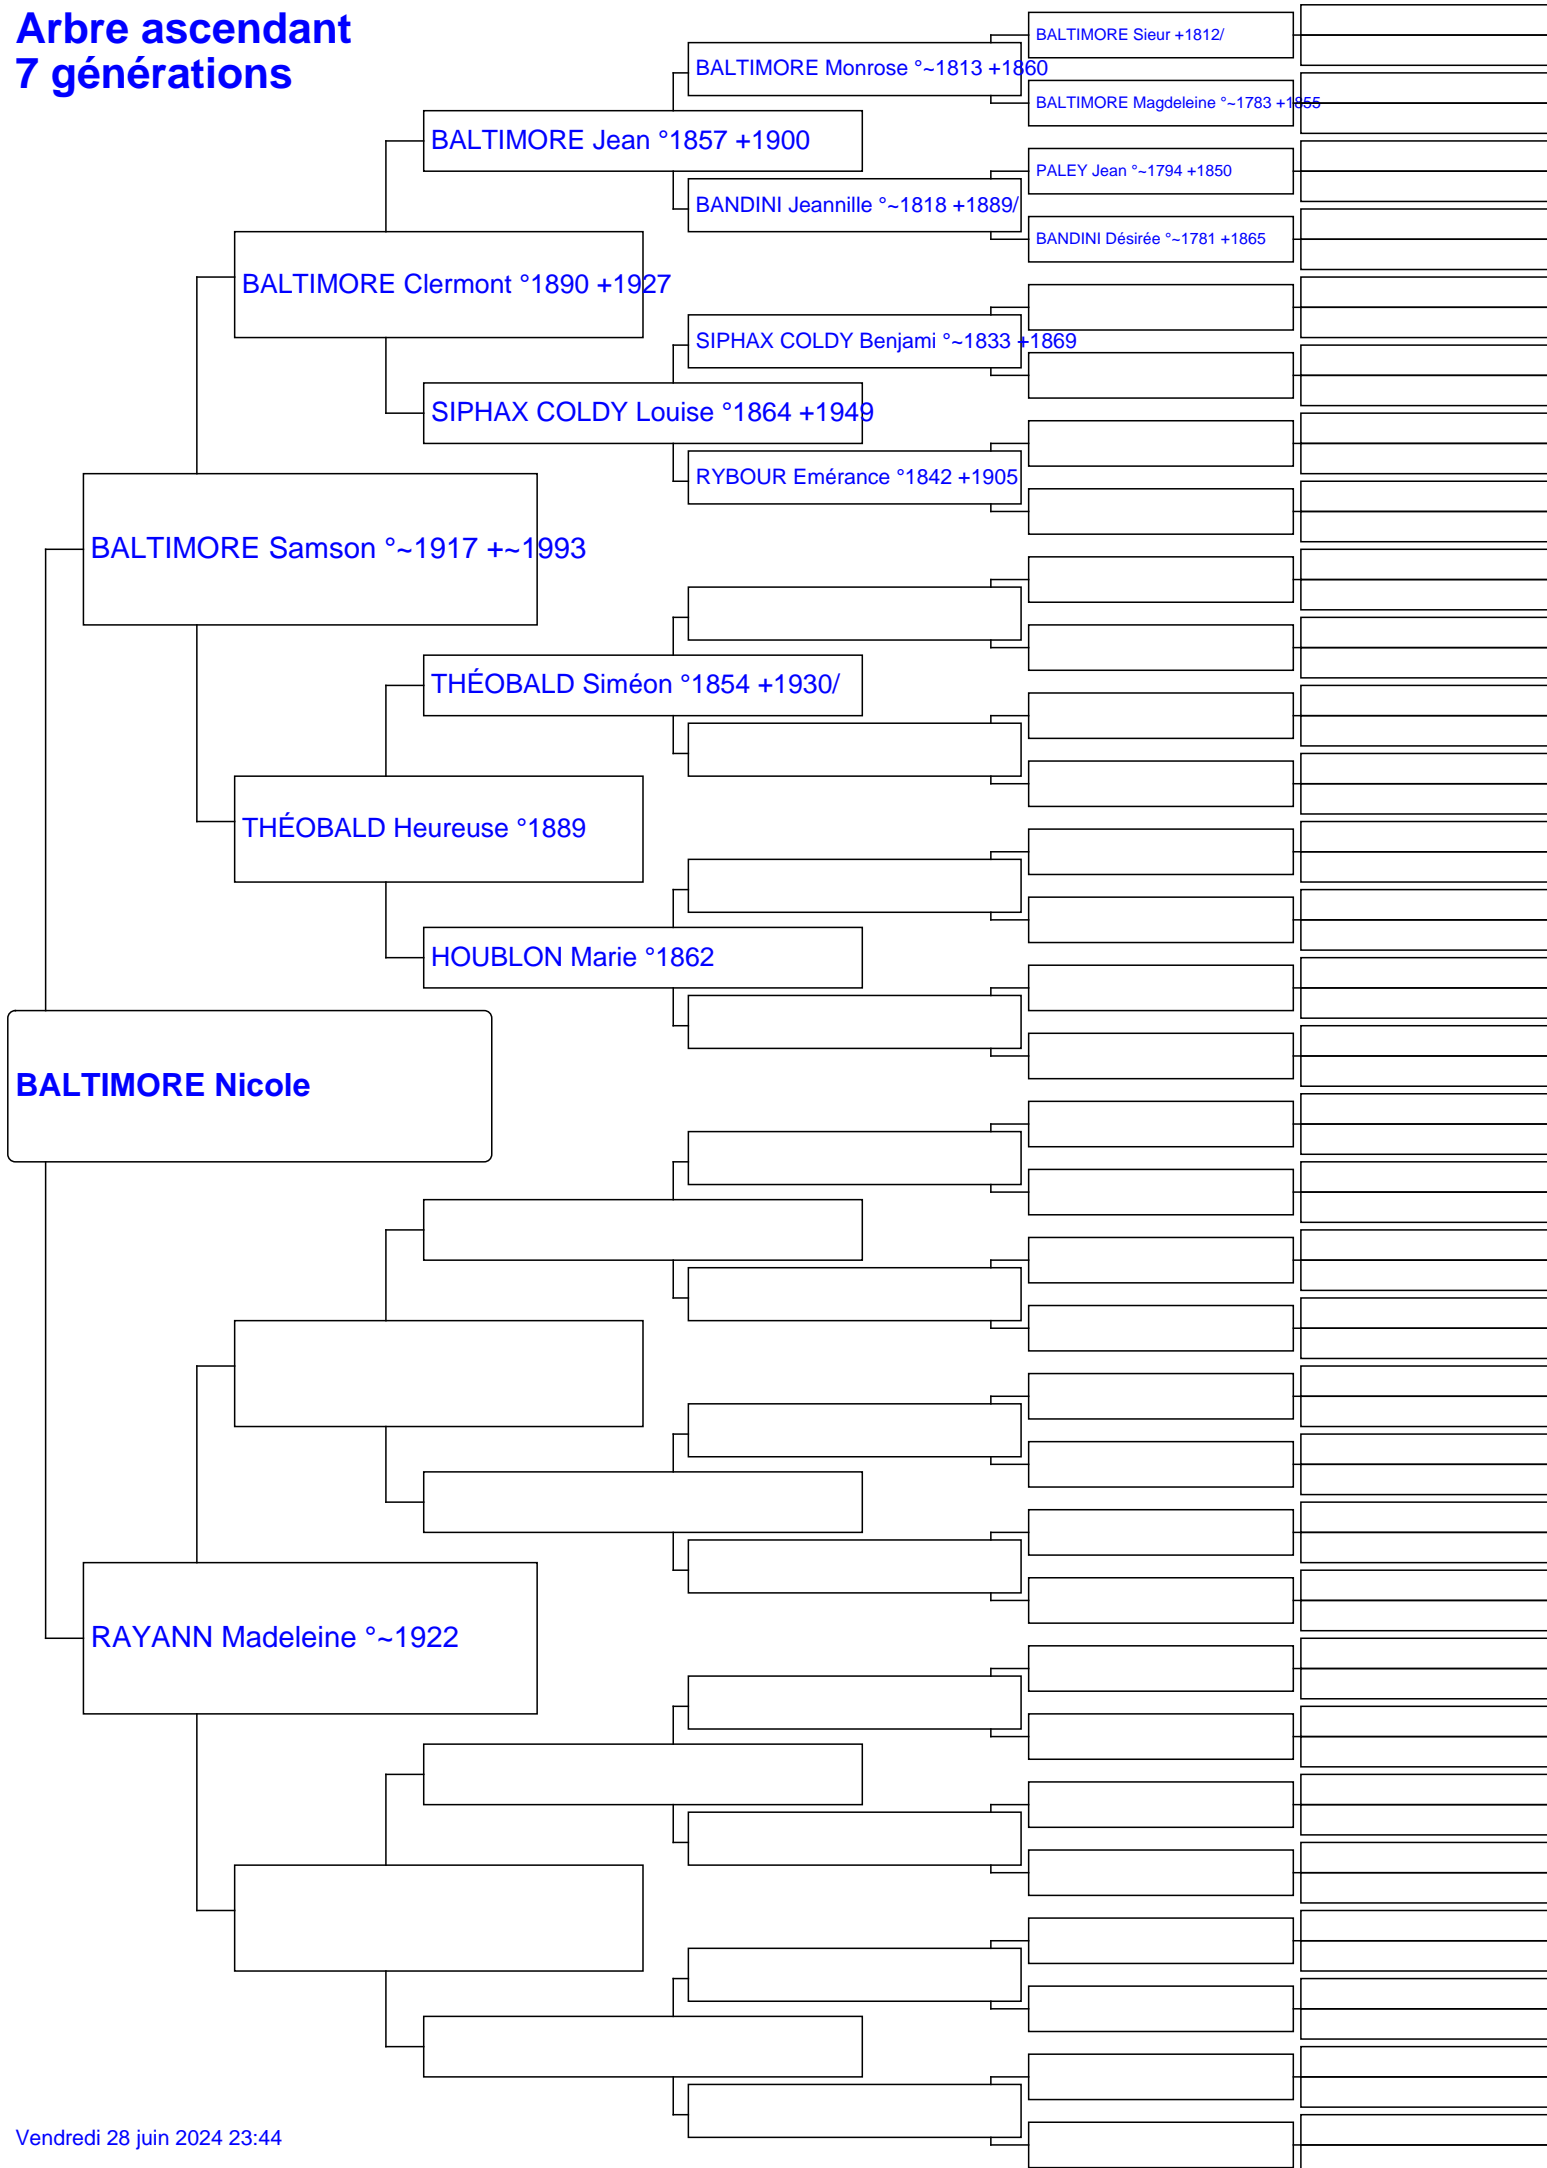 Arbre ascendant
7 générations
BALTIMORE Sieur +1812/
BALTIMORE Monrose °~1813 +1860
BALTIMORE Magdeleine °~1783 +1855
BALTIMORE Jean °1857 +1900
PALEY Jean °~1794 +1850
BANDINI Jeannille °~1818 +1889/
BANDINI Désirée °~1781 +1865
BALTIMORE Clermont °1890 +1927
SIPHAX COLDY Benjami °~1833 +1869
SIPHAX COLDY Louise °1864 +1949
RYBOUR Emérance °1842 +1905
BALTIMORE Samson °~1917 +~1993
THÉOBALD Siméon °1854 +1930/
THÉOBALD Heureuse °1889
HOUBLON Marie °1862
BALTIMORE Nicole
RAYANN Madeleine °~1922
Vendredi 28 juin 2024 23:44